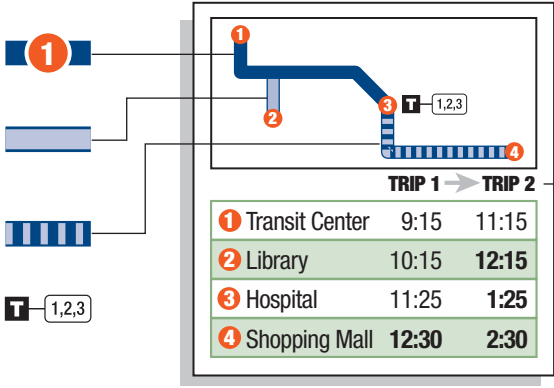 1
T 1,2,3
1
2
3 T 1,2,3
4
TRIP 1 TRIP 2
1 Transit Center 9:15 11:15
2 Library 10:15 12:15
3 Hospital 11:25 1:25
4 Shopping Mall 12:30 2:30